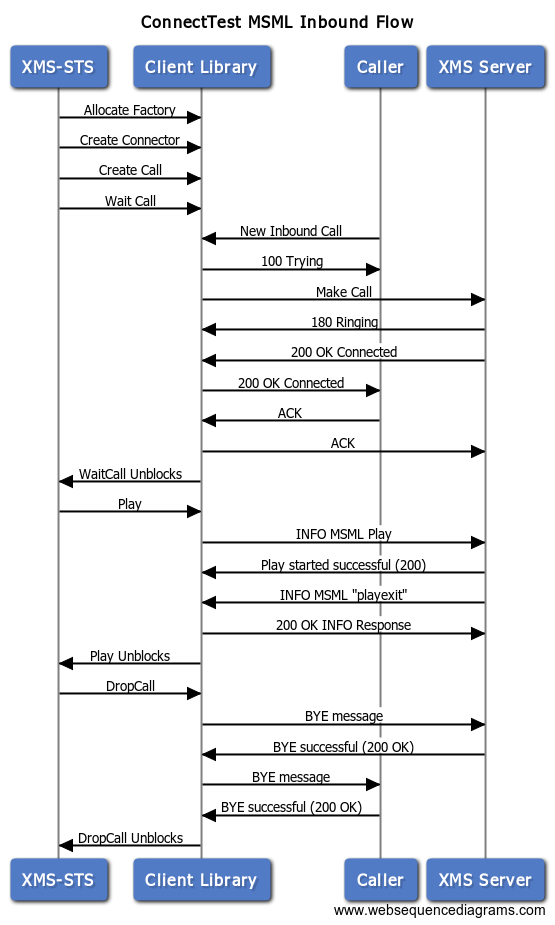 ConnectTest MSML Inbound Flow
XMS-STS Client Library Caller XMS Server
Allocate Factory
Create Connector
Create Call
Wait Call
New Inbound Call
100 Trying
Make Call
180 Ringing
200 OK Connected
200 OK Connected
ACK
ACK
WaitCall Unblocks
Play
INFO MSML Play
Play started successful (200)
INFO MSML "playexit"
200 OK INFO Response
Play Unblocks
DropCall
BYE message
BYE successful (200 OK)
BYE message
BYE successful (200 OK)
DropCall Unblocks
XMS-STS Client Library Caller XMS Server
www.websequencediagrams.com